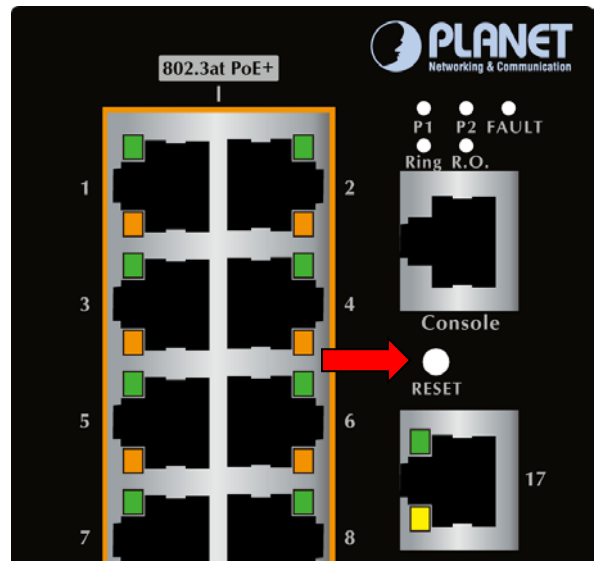 PLANET
Networking & Communication
802.3at PoE+
P1 P2 FAULT
Ring R.O.
1 2
3 4
Console
RESET
5 6
17
7 8